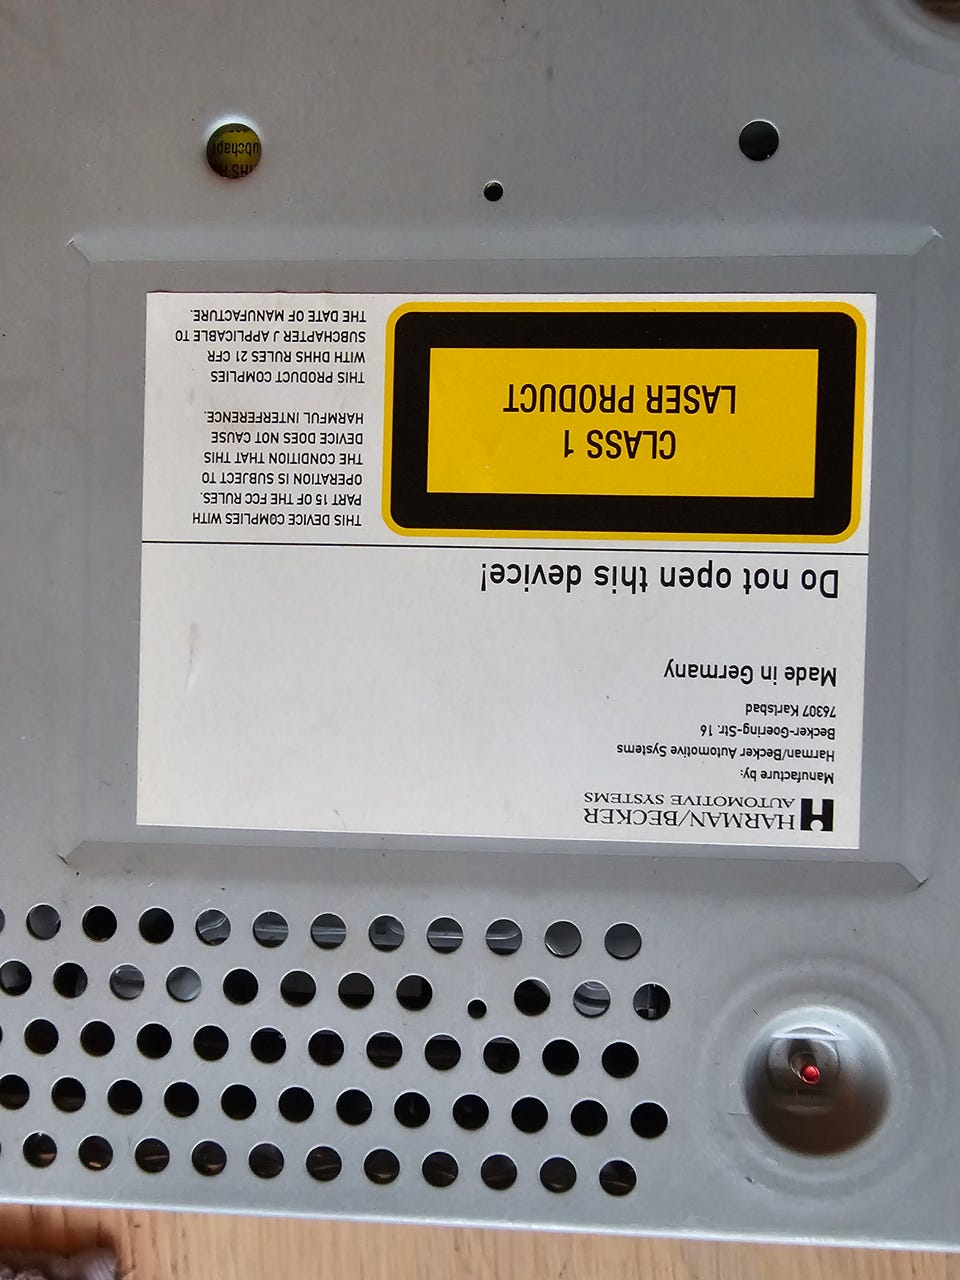 HARMAN/BECKER
AUTOMOTIVE SYSTEMS
Manufacture by:
Harman/Becker Automotive Systems
Becker-Goering-Str. 16
76307 Karlsbad
Made in Germany
Do not open this device!
CLASS 1
LASER PRODUCT
THIS DEVICE COMPLIES WITH
PART 15 OF THE FCC RULES.
OPERATION IS SUBJECT TO
THE CONDITION THAT THIS
DEVICE DOES NOT CAUSE
HARMFUL INTERFERENCE.
THIS PRODUCT COMPLIES
WITH DHHS RULES 21 CFR
SUBCHAPTER J APPLICABLE TO
THE DATE OF MANUFACTURE.
ubchapt